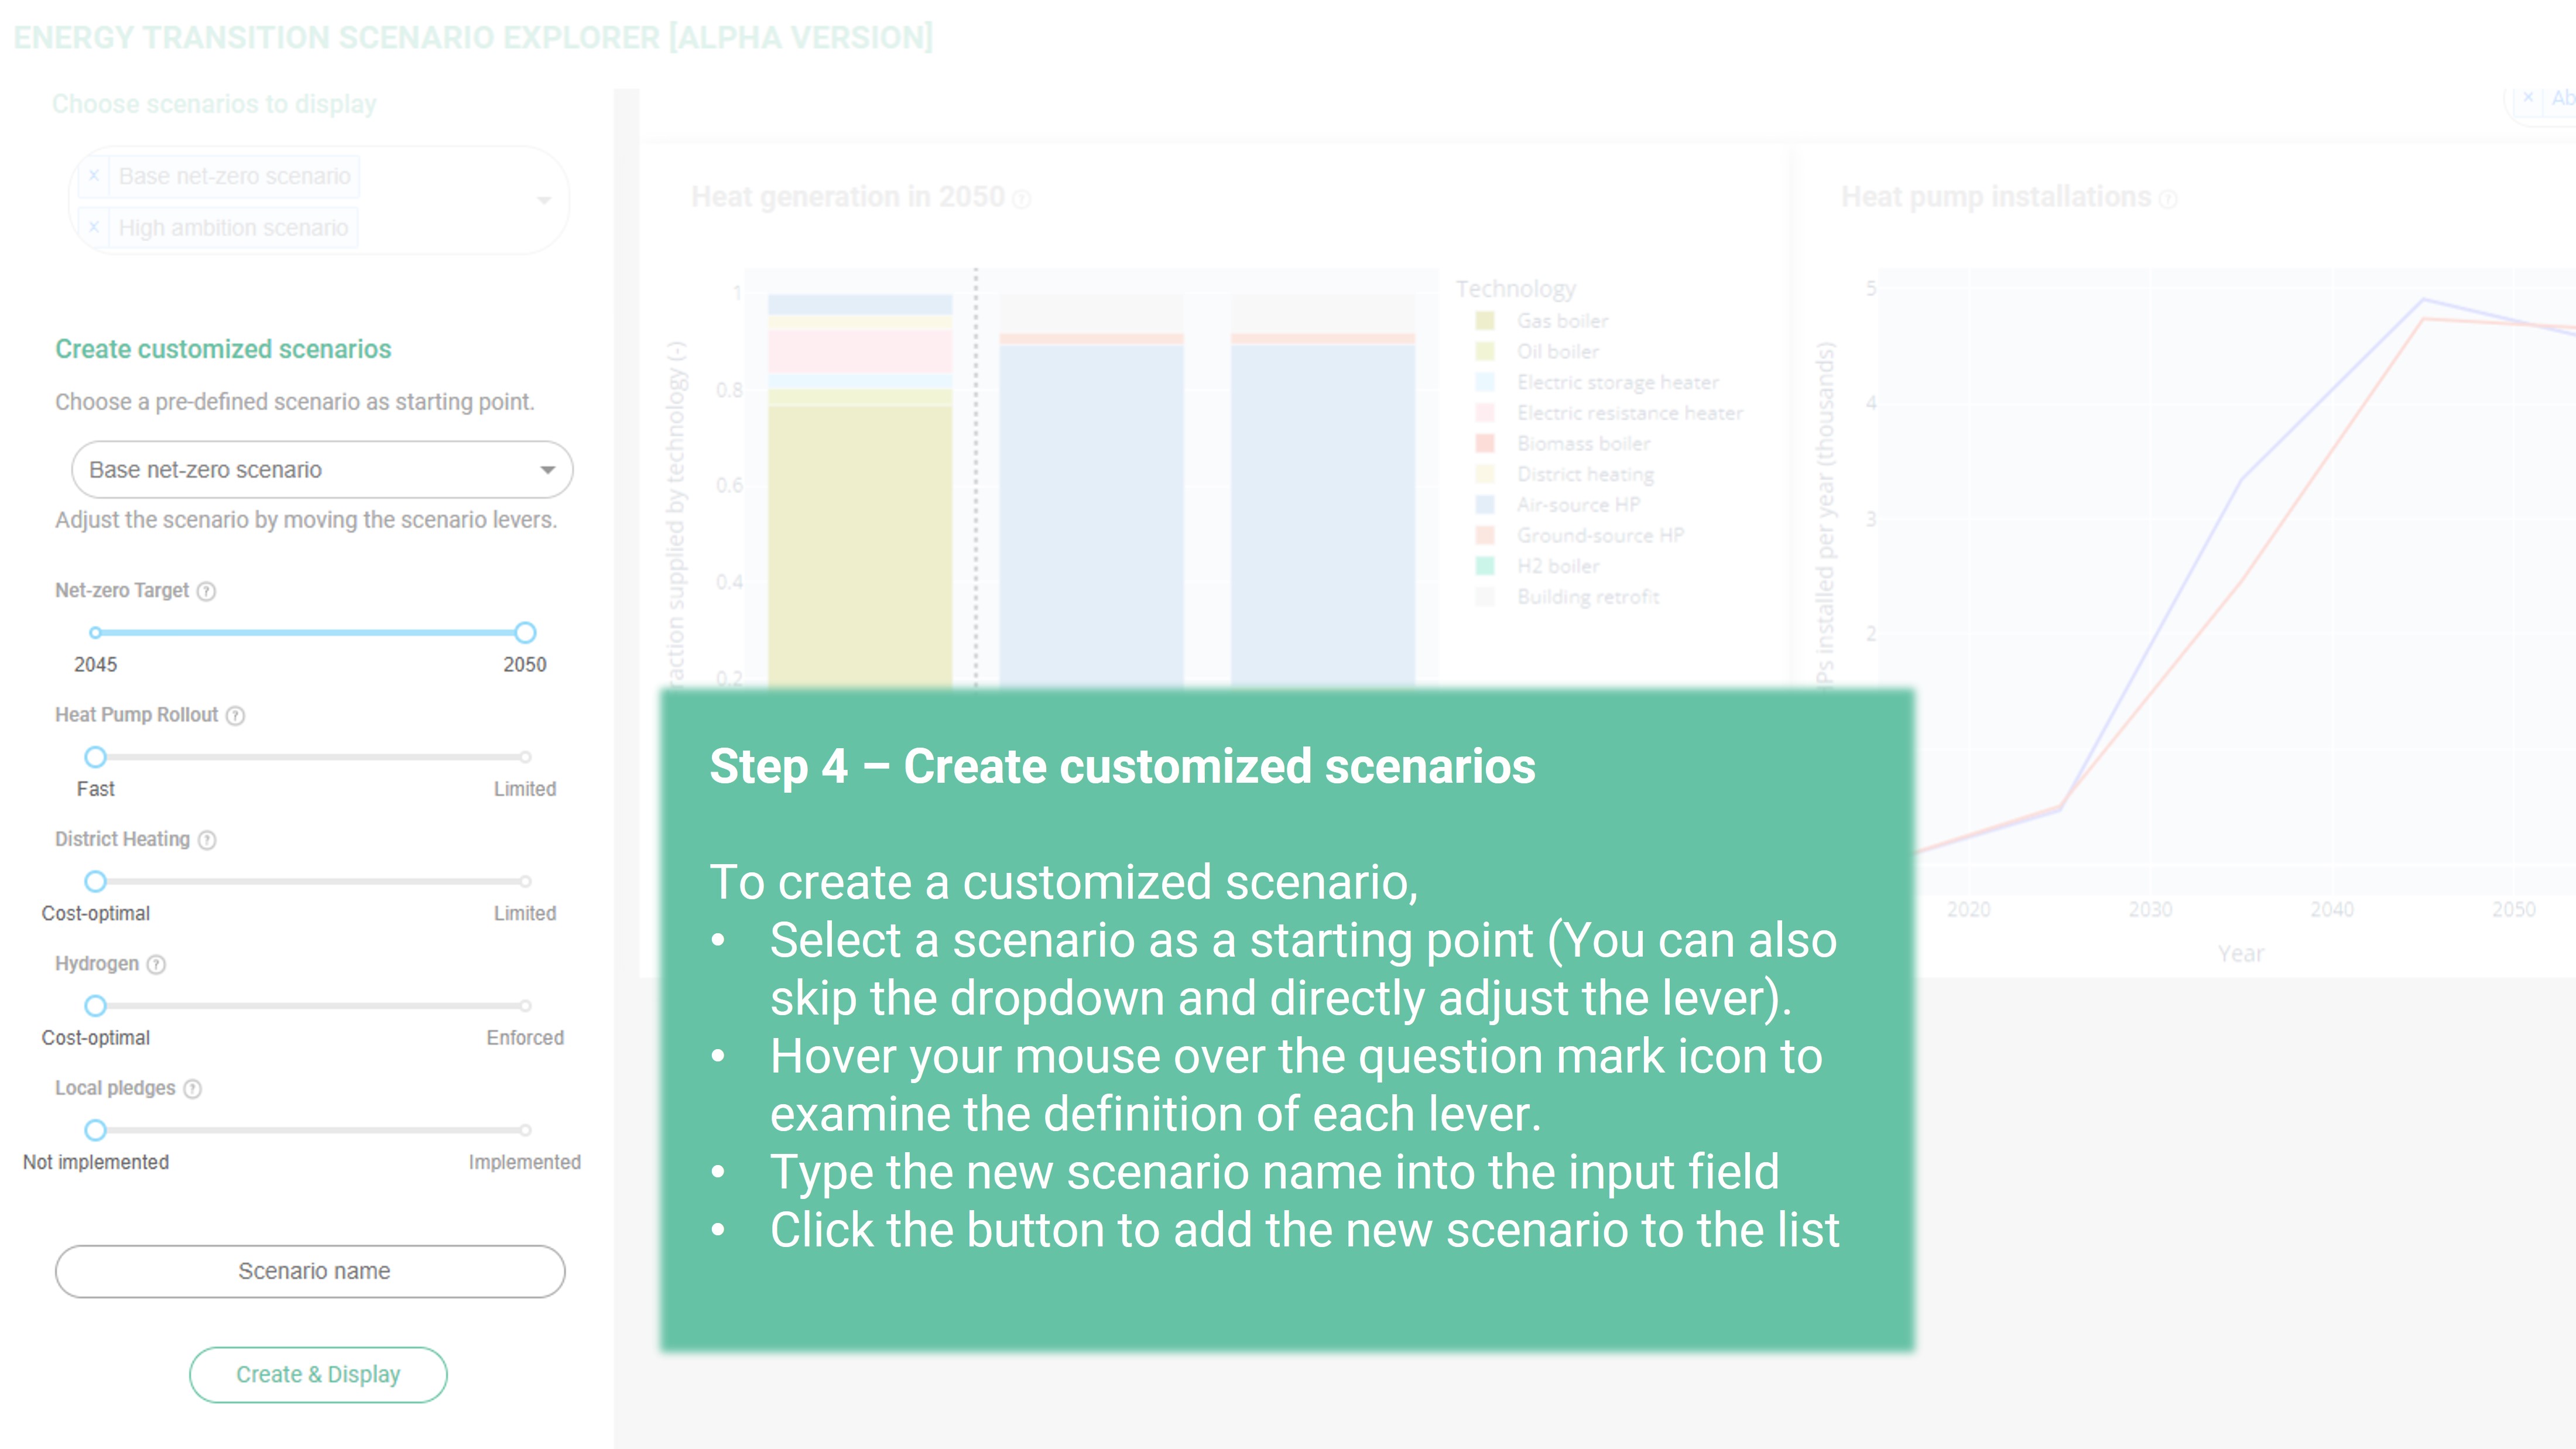 ENERGY TRANSITION SCENARIO EXPLORER [ALPHA VERSION]
Choose scenarios to display
× Base net-zero scenario
× High ambition scenario
Create customized scenarios
Choose a pre-defined scenario as starting point.
Base net-zero scenario
Adjust the scenario by moving the scenario levers.
Net-zero Target ?
2045 2050
Heat Pump Rollout ?
Fast Limited
District Heating ?
Cost-optimal Limited
Hydrogen ?
Cost-optimal Enforced
Local pledges ?
Not implemented Implemented
Scenario name
Create & Display
Heat generation in 2050 ?
raction supplied by technology (-)
1
0.8
0.6
0.4
0.2
Technology
Gas boiler
Oil boiler
Electric storage heater
Electric resistance heater
Biomass boiler
District heating
Air-source HP
Ground-source HP
H2 boiler
Building retrofit
× Ab
Heat pump installations ?
HPs installed per year (thousands)
5
4
3
2
2020 2030 2040 2050
Year
Step 4 – Create customized scenarios
To create a customized scenario,
• Select a scenario as a starting point (You can also
skip the dropdown and directly adjust the lever).
• Hover your mouse over the question mark icon to
examine the definition of each lever.
• Type the new scenario name into the input field
• Click the button to add the new scenario to the list